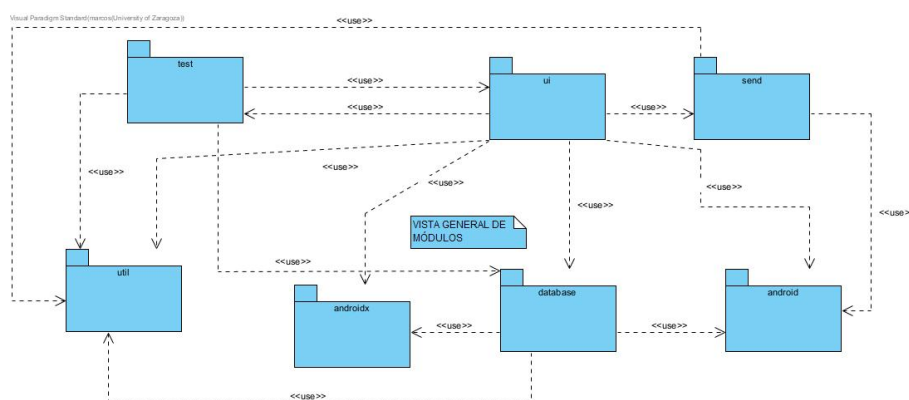 Visual Paradigm Standard(marcos(University of Zaragoza))
<<use>>
test
ui
send
<<use>>
<<use>>
<<use>>
<<use>>
<<use>>
<<use>>
<<use>>
<<use>>
<<use>>
VISTA GENERAL DE
MÓDULOS
<<use>>
util
androidx
database
android
<<use>>
<<use>>
<<use>>